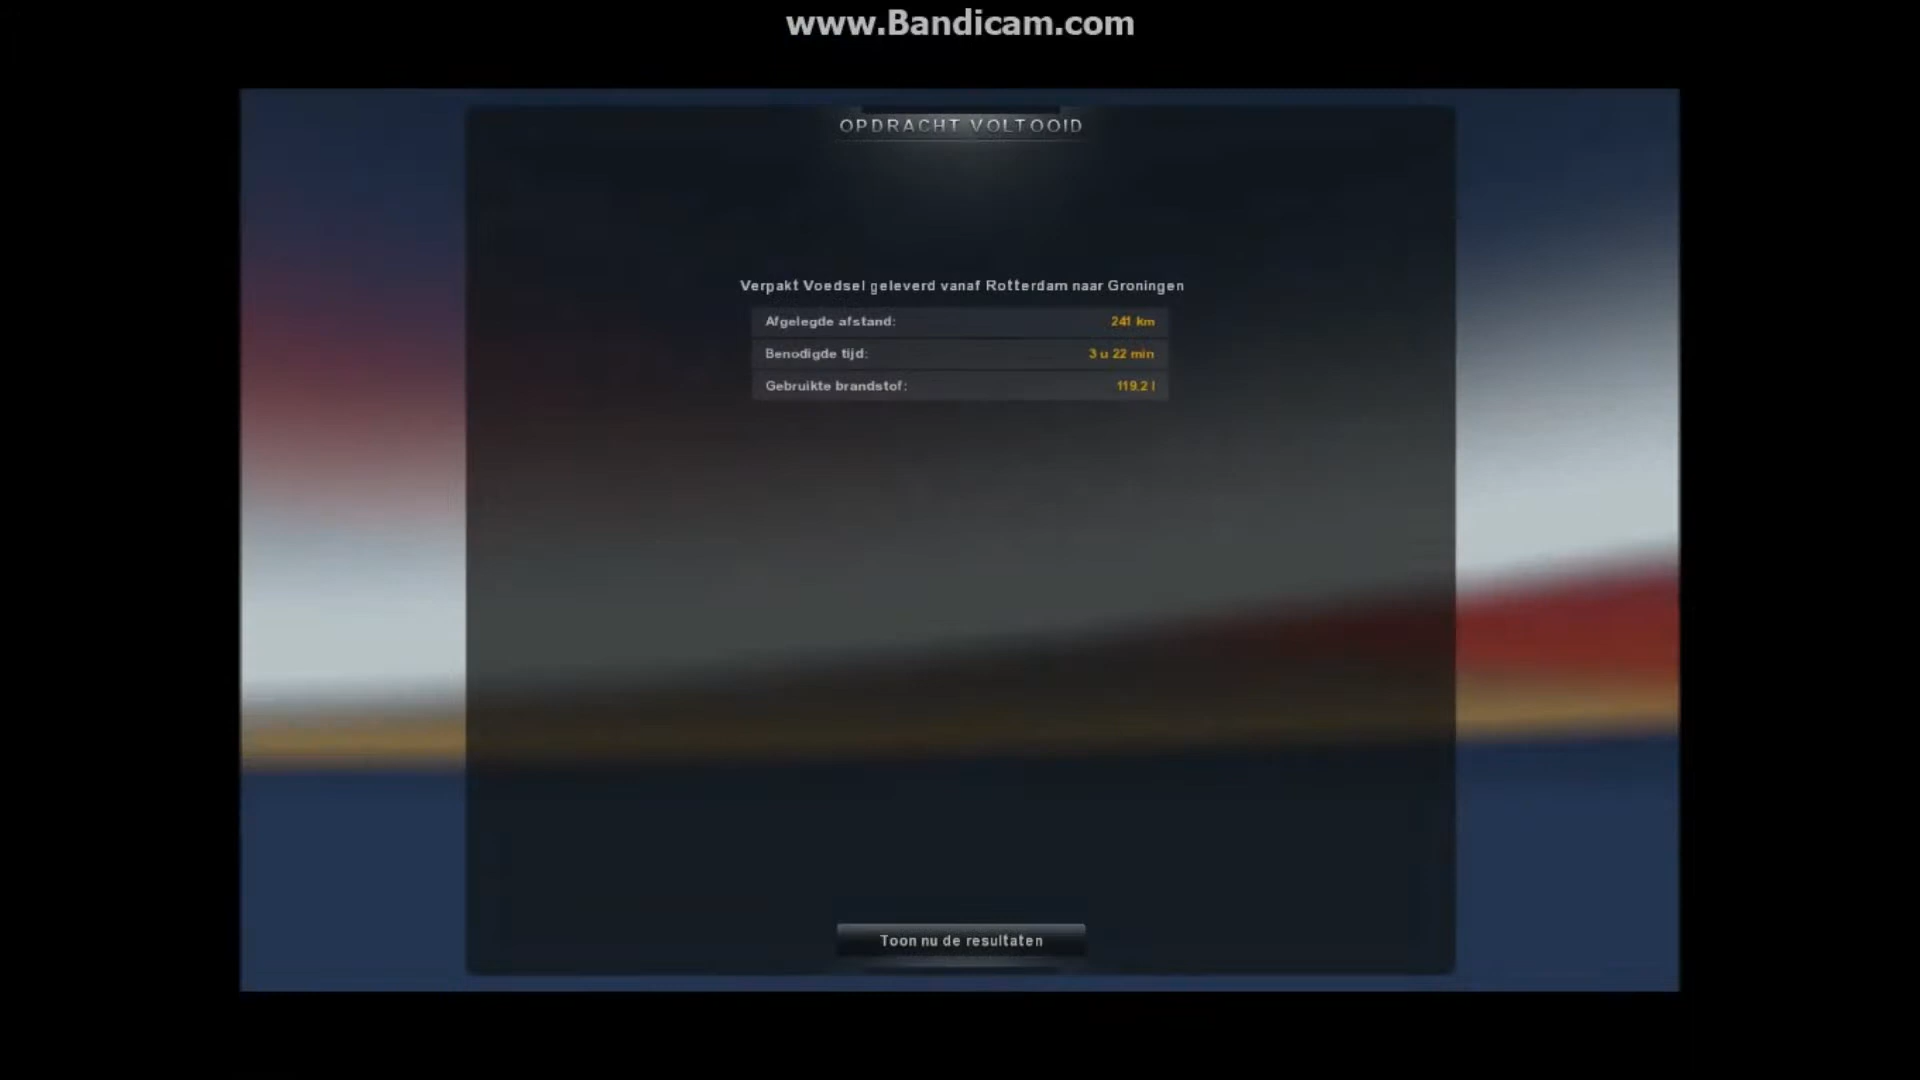 www.Bandicam.com
OPDRACHT VOLTOOID
Verpakt Voedsel geleverd vanaf Rotterdam naar Groningen
Afgelegde afstand: 241 km
Benodigde tijd: 3 u 22 min
Gebruikte brandstof: 119.2 l
Toon nu de resultaten